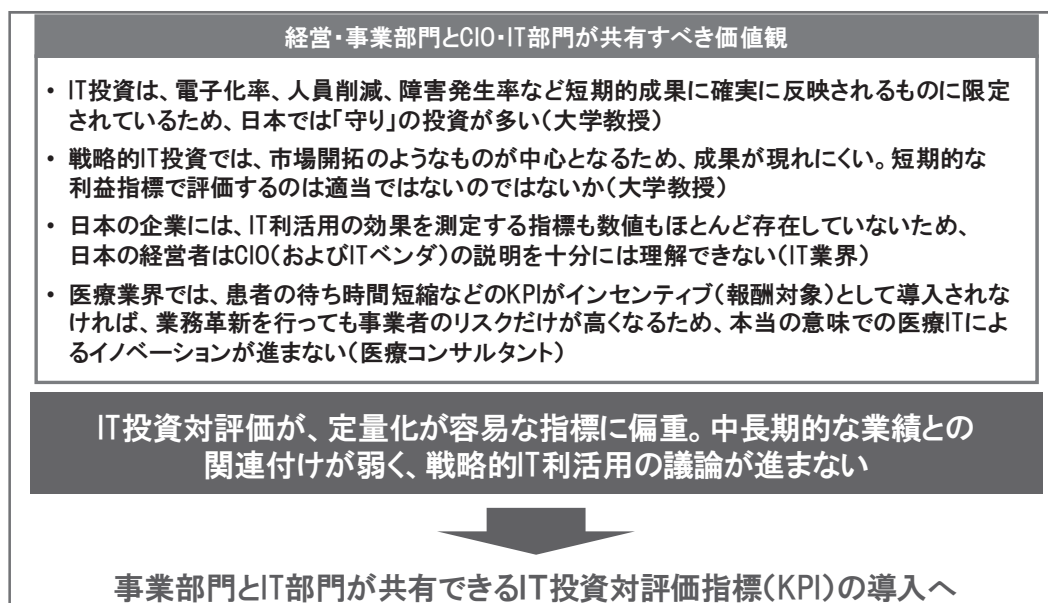 経営・事業部門とCIO・IT部門が共有すべき価値観
・IT投資は、電子化率、人員削減、障害発生率など短期的成果に確実に反映されるものに限定
されているため、日本では「守り」の投資が多い（大学教授）
・戦略的IT投資では、市場開拓のようなものが中心となるため、成果が現れにくい。短期的な
利益指標で評価するのは適当ではないのではないか（大学教授）
・日本の企業には、IT利活用の効果を測定する指標も数値もほとんど存在していないため、
日本の経営者はCIO（およびITベンダ）の説明を十分には理解できない（IT業界）
・医療業界では、患者の待ち時間短縮などのKPIがインセンティブ（報酬対象）として導入されな
ければ、業務革新を行っても事業者のリスクだけが高くなるため、本当の意味での医療ITによ
るイノベーションが進まない（医療コンサルタント）
IT投資対評価が、定量化が容易な指標に偏重。中長期的な業績との
関連付けが弱く、戦略的IT利活用の議論が進まない
事業部門とIT部門が共有できるIT投資対評価指標（KPI）の導入へ